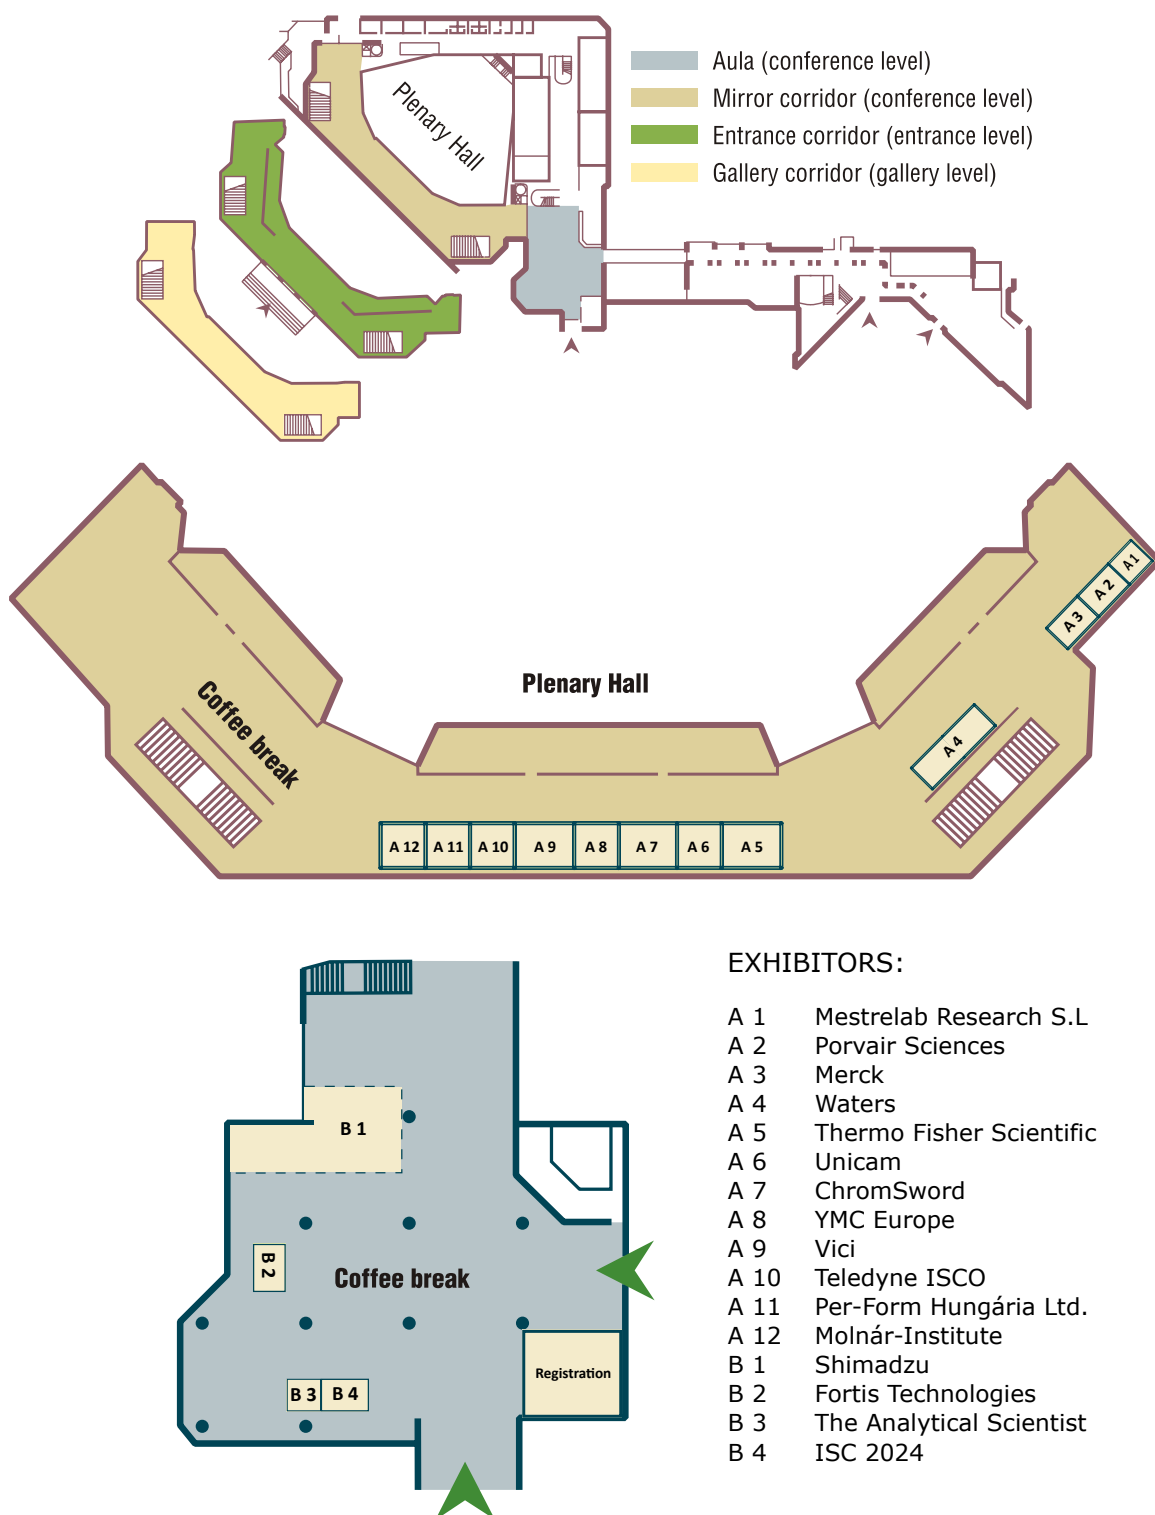 Aula (conference level)
Mirror corridor (conference level)
Entrance corridor (entrance level)
Gallery corridor (gallery level)
Plenary Hall
Plenary Hall
Coffee break
A 1
A 2
A 3
A 4
A 12
A 11
A 10
A 9
A 8
A 7
A 6
A 5
B 1
B 2
Coffee break
B 3
B 4
Registration
EXHIBITORS:
A 1 Mestrelab Research S.L
A 2 Porvair Sciences
A 3 Merck
A 4 Waters
A 5 Thermo Fisher Scientific
A 6 Unicam
A 7 ChromSword
A 8 YMC Europe
A 9 Vici
A 10 Teledyne ISCO
A 11 Per-Form Hungária Ltd.
A 12 Molnár-Institute
B 1 Shimadzu
B 2 Fortis Technologies
B 3 The Analytical Scientist
B 4 ISC 2024